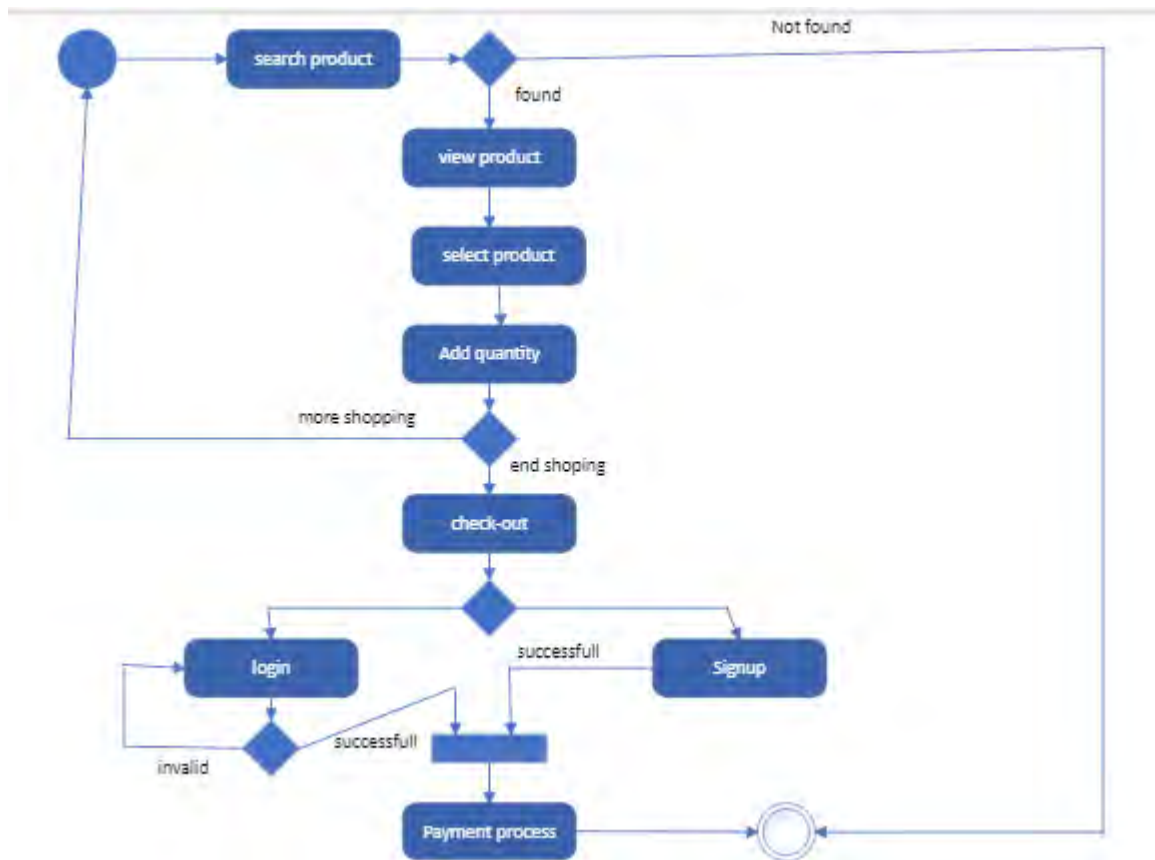 Not found
search product
found
view product
select product
Add quantity
more shopping
end shoping
check-out
login
successfull
Signup
successfull
invalid
Payment process